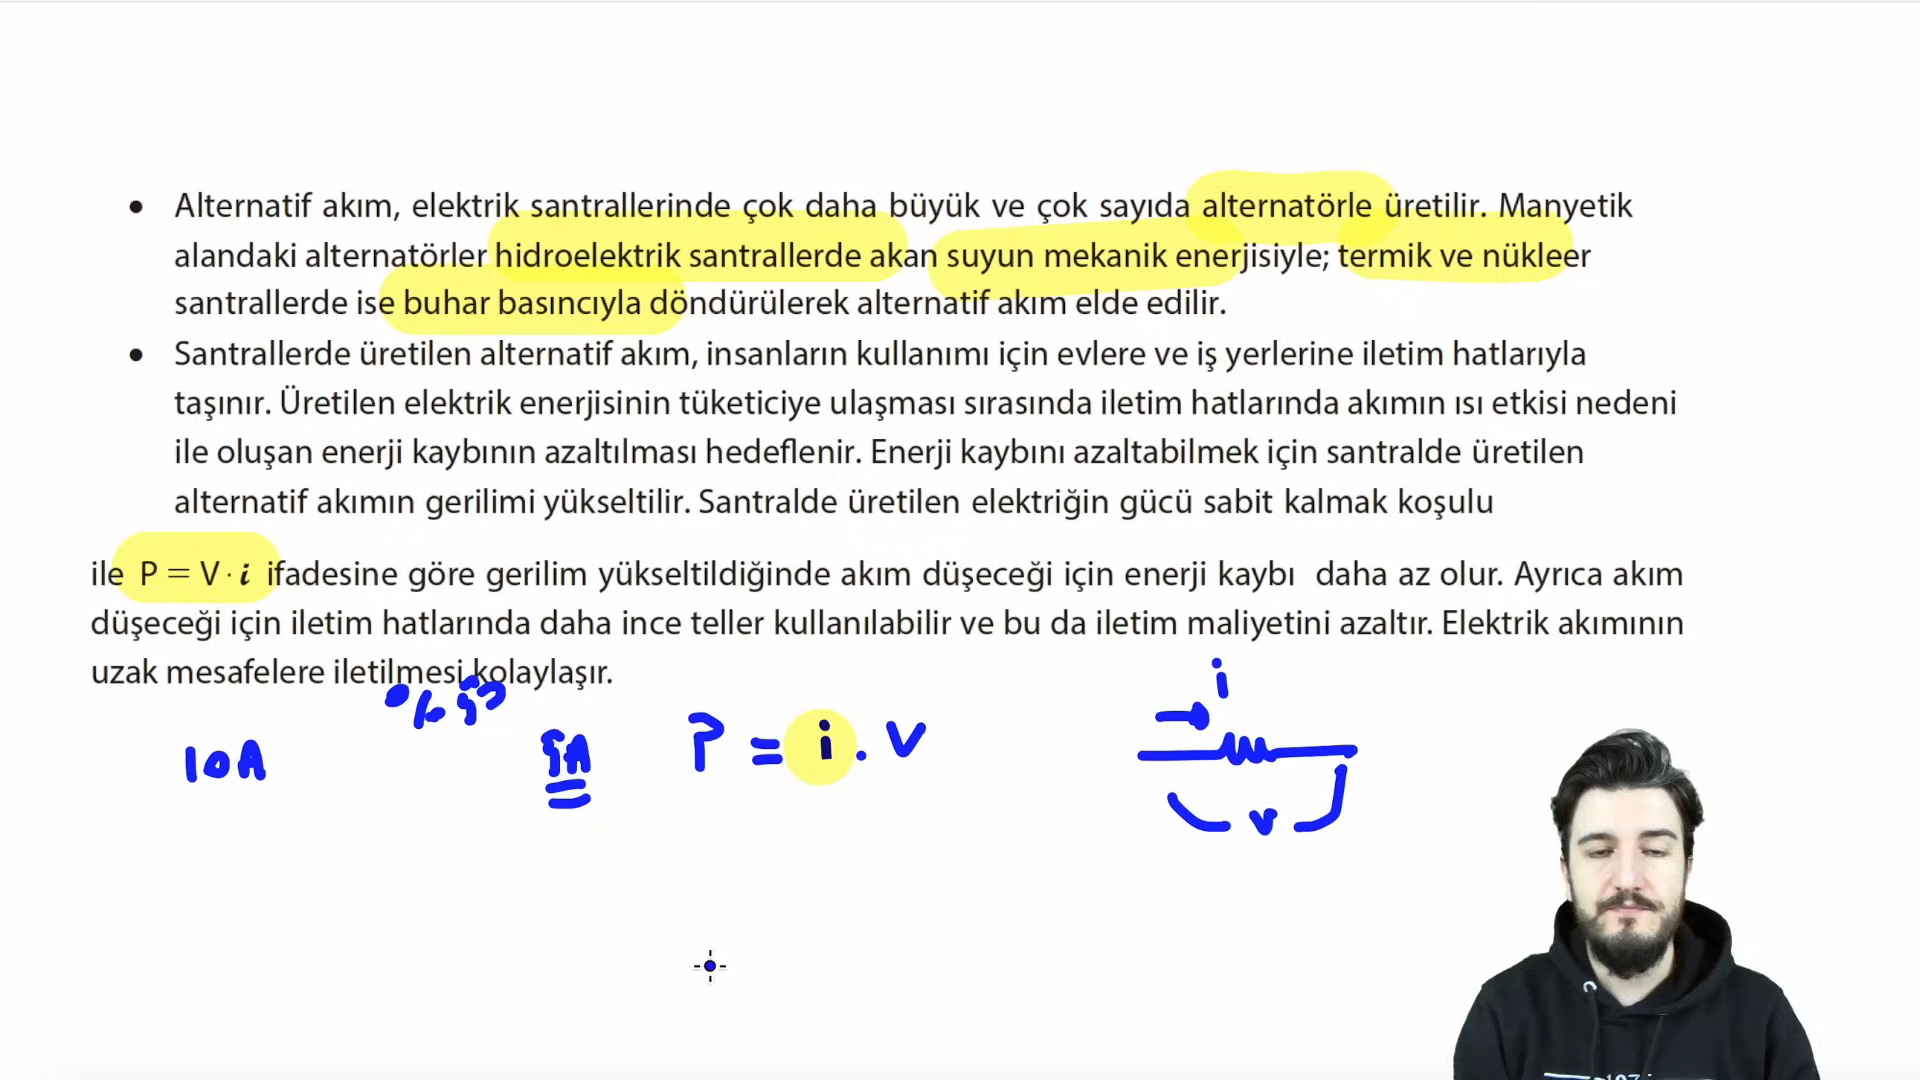 • Alternatif akım, elektrik santrallerinde çok daha büyük ve çok sayıda alternatörle üretilir. Manyetik
alandaki alternatörler hidroelektrik santrallerde akan suyun mekanik enerjisiyle; termik ve nükleer
santrallerde ise buhar basıncıyla döndürülerek alternatif akım elde edilir.
• Santrallerde üretilen alternatif akım, insanların kullanımı için evlere ve iş yerlerine iletim hatlarıyla
taşınır. Üretilen elektrik enerjisinin tüketiciye ulaşması sırasında iletim hatlarında akımın ısı etkisi nedeni
ile oluşan enerji kaybının azaltılması hedeflenir. Enerji kaybını azaltabilmek için santralde üretilen
alternatif akımın gerilimi yükseltilir. Santralde üretilen elektriğin gücü sabit kalmak koşulu
ile P = V · i ifadesine göre gerilim yükseltildiğinde akım düşeceği için enerji kaybı daha az olur. Ayrıca akım
düşeceği için iletim hatlarında daha ince teller kullanılabilir ve bu da iletim maliyetini azaltır. Elektrik akımının
uzak mesafelere iletilmesi kolaylaşır.
%50
10A 5A P = i . V
i
V